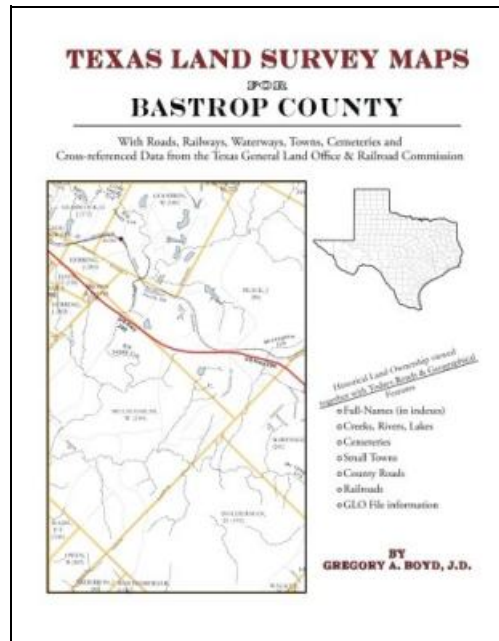 TEXAS LAND SURVEY MAPS
FOR
BASTROP COUNTY
With Roads, Railways, Waterways, Towns, Cemeteries and
Cross-referenced Data from the Texas General Land Office & Railroad Commission
Historical Land Ownership viewed
together with Todays Roads & Geographical
Features
Full-Names (in indexes)
Creeks, Rivers, Lakes
Cemeteries
Small Towns
County Roads
Railroads
GLO File information
BY
GREGORY A. BOYD, J.D.